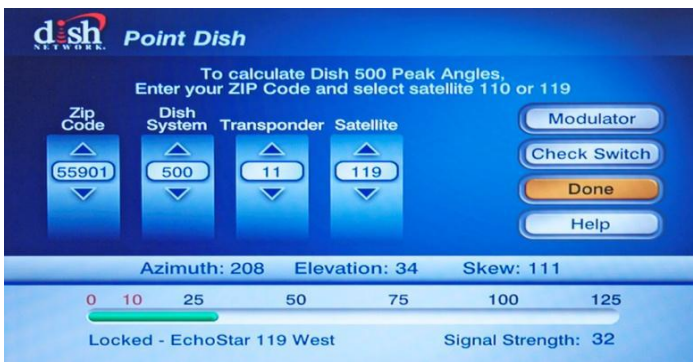 dish
NETWORK.
Point Dish
To calculate Dish 500 Peak Angles,
Enter your ZIP Code and select satellite 110 or 119
Zip Code
Dish System
Transponder
Satellite
55901
500
11
119
Modulator
Check Switch
Done
Help
Azimuth: 208 Elevation: 34 Skew: 111
0 10 25 50 75 100 125
Locked - EchoStar 119 West Signal Strength: 32